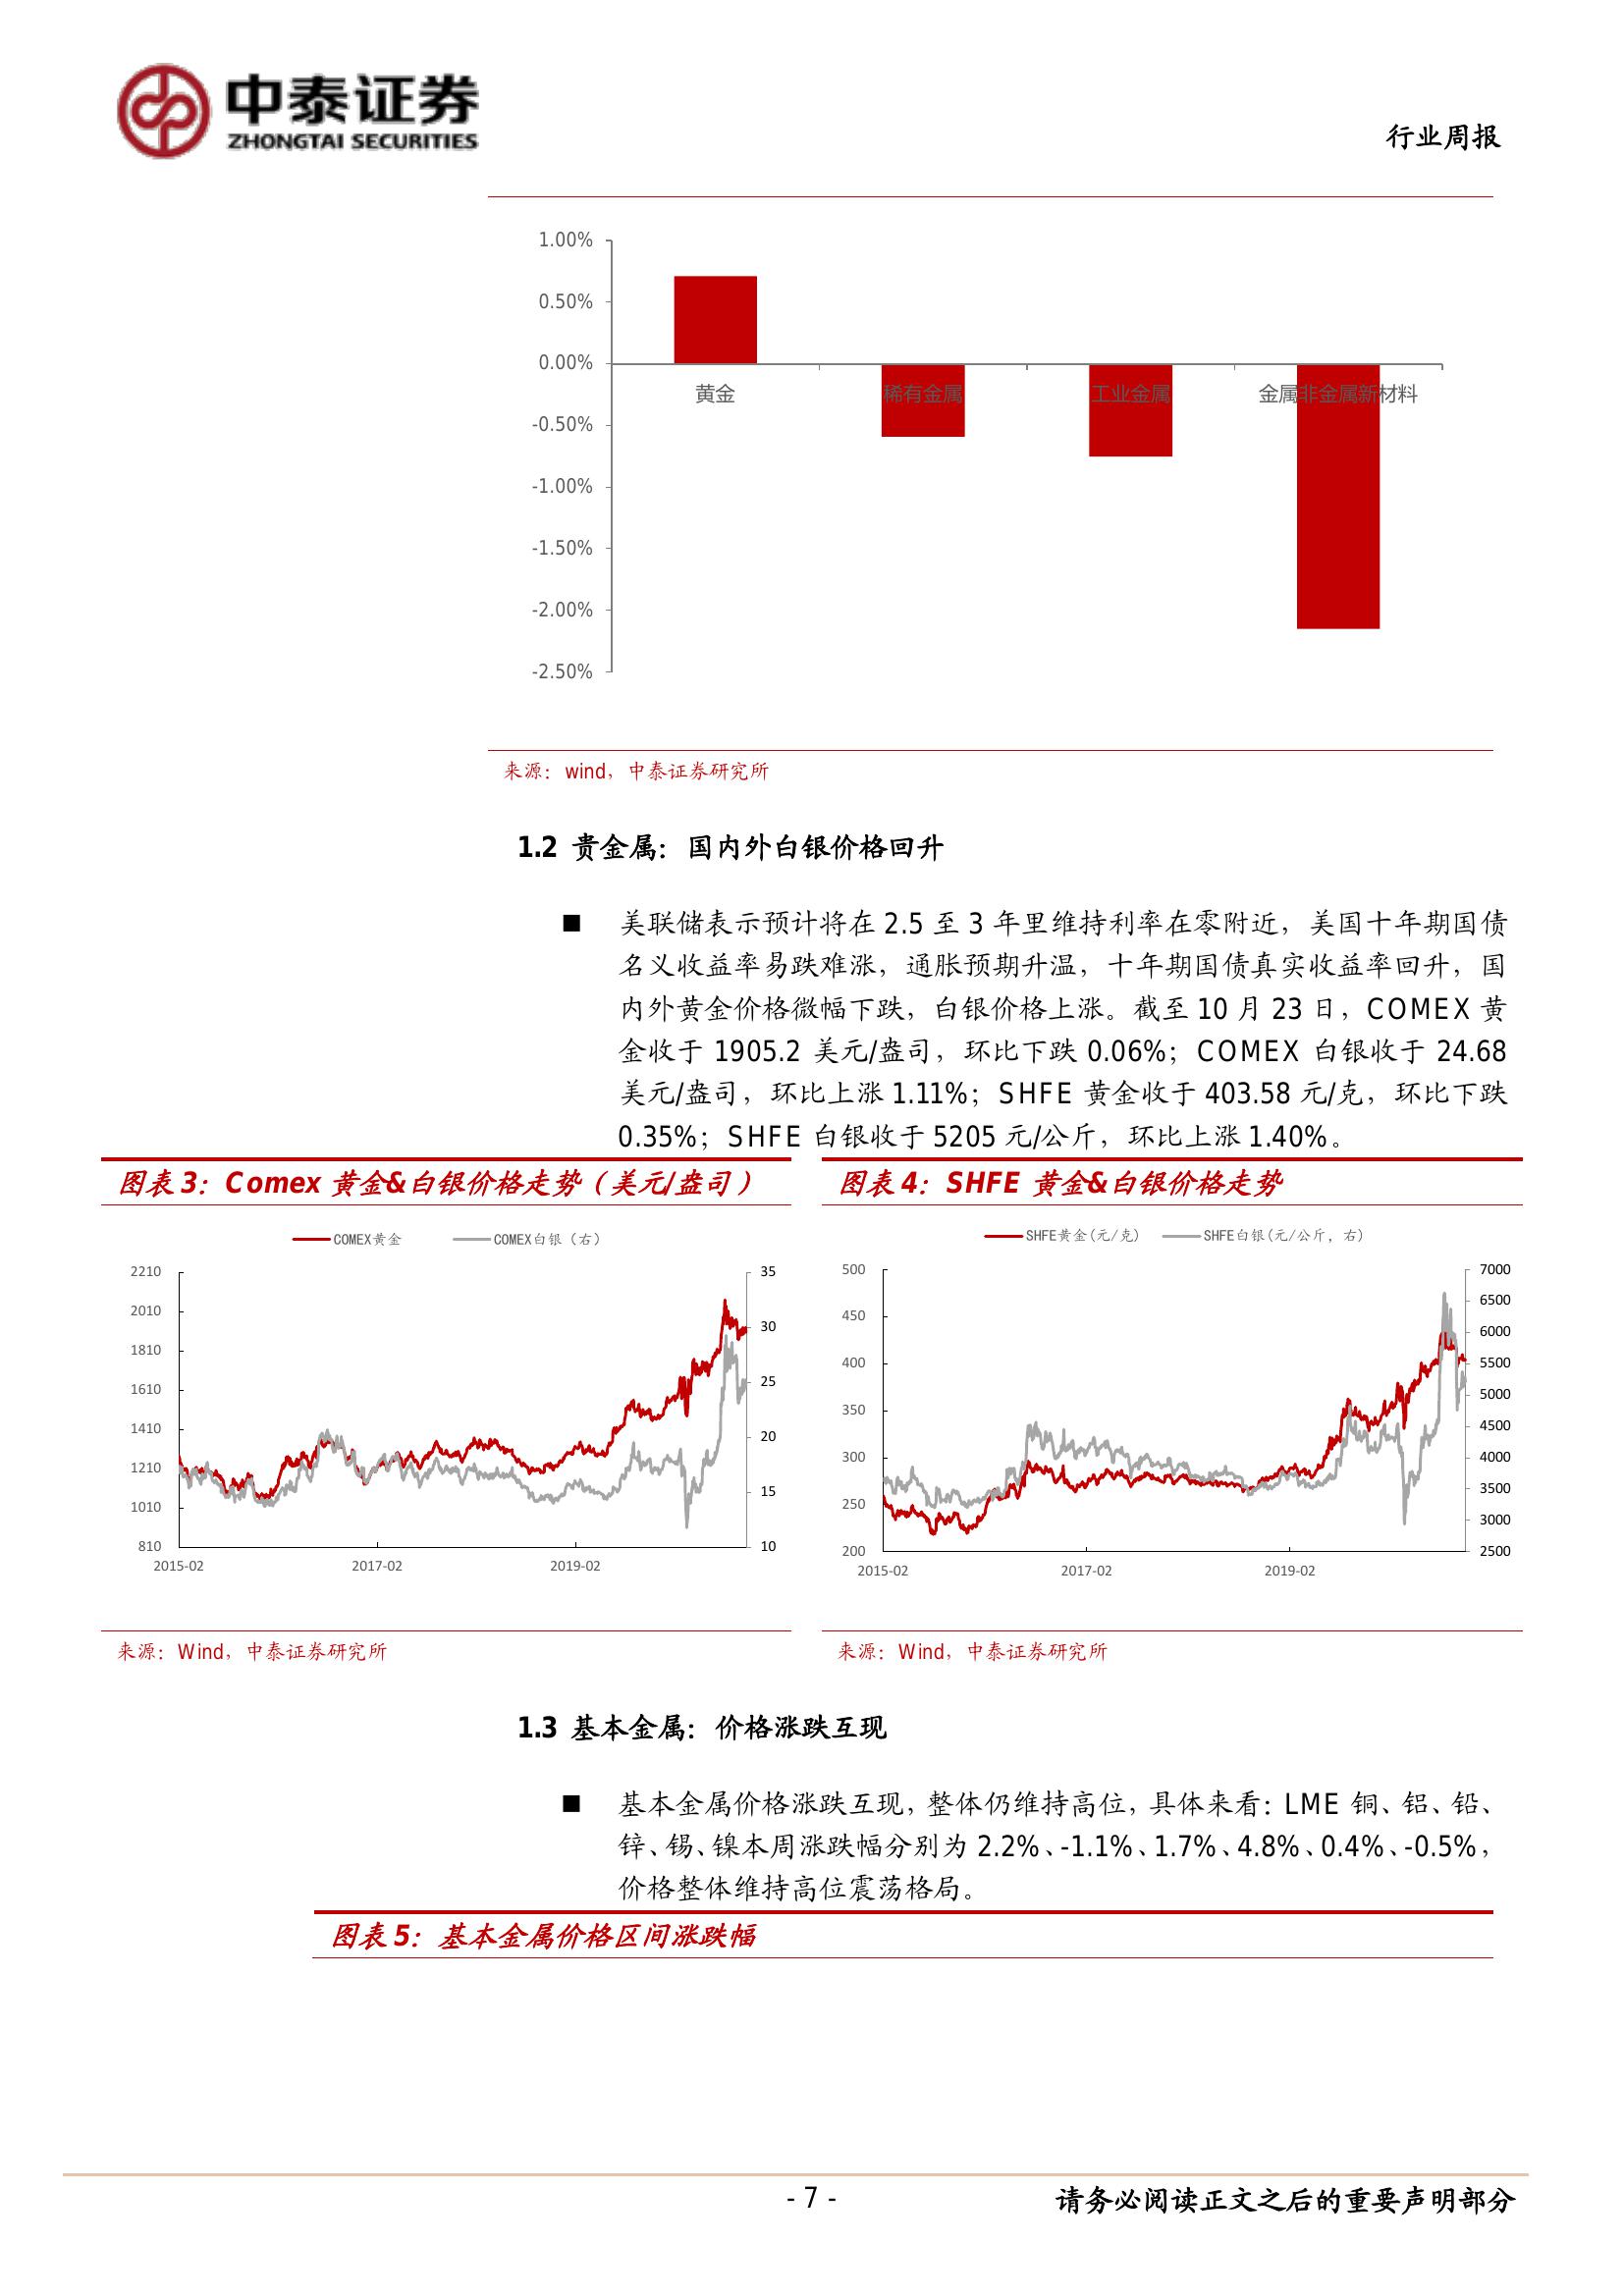 中泰证券
ZHONGTAI SECURITIES
行业周报
1.00%
0.50%
0.00%
-0.50%
-1.00%
-1.50%
-2.00%
-2.50%
黄金
稀有金属
工业金属
金属非金属新材料
来源：wind，中泰证券研究所
1.2 贵金属：国内外白银价格回升
■ 美联储表示预计将在 2.5 至 3 年里维持利率在零附近，美国十年期国债
名义收益率易跌难涨，通胀预期升温，十年期国债真实收益率回升，国
内外黄金价格微幅下跌，白银价格上涨。截至 10 月 23 日，COMEX 黄
金收于 1905.2 美元/盎司，环比下跌 0.06%；COMEX 白银收于 24.68
美元/盎司，环比上涨 1.11%；SHFE 黄金收于 403.58 元/克，环比下跌
0.35%；SHFE 白银收于 5205 元/公斤，环比上涨 1.40%。
图表 3：Comex 黄金&白银价格走势（美元/盎司）
COMEX黄金
COMEX白银（右）
2210
2010
1810
1610
1410
1210
1010
810
35
30
25
20
15
10
2015-02
2017-02
2019-02
来源：Wind，中泰证券研究所
图表 4：SHFE 黄金&白银价格走势
SHFE黄金(元/克)
SHFE白银(元/公斤，右)
500
450
400
350
300
250
200
7000
6500
6000
5500
5000
4500
4000
3500
3000
2500
2015-02
2017-02
2019-02
来源：Wind，中泰证券研究所
1.3 基本金属：价格涨跌互现
■ 基本金属价格涨跌互现，整体仍维持高位，具体来看：LME 铜、铝、铅、
锌、锡、镍本周涨跌幅分别为 2.2%、-1.1%、1.7%、4.8%、0.4%、-0.5%，
价格整体维持高位震荡格局。
图表 5：基本金属价格区间涨跌幅
- 7 -
请务必阅读正文之后的重要声明部分